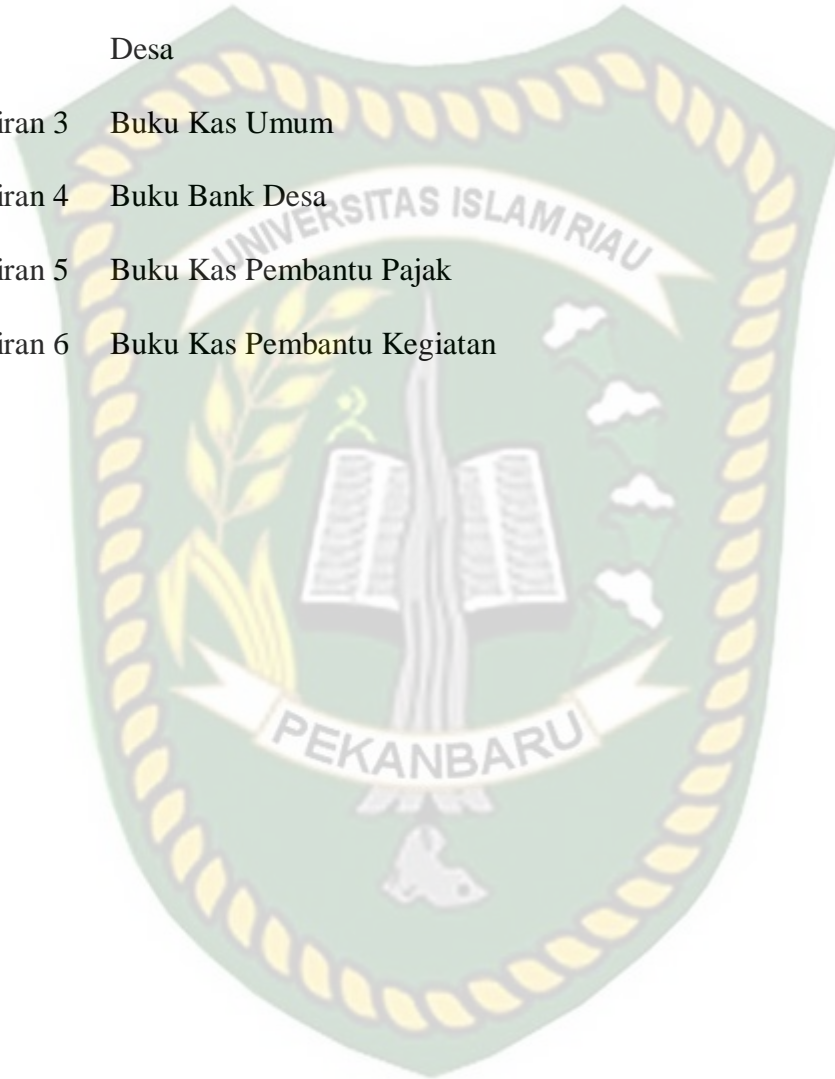 Desa
iran 3 Buku Kas Umum
iran 4 Buku Bank Desa
UNIVERSITAS ISLAM RIAU
iran 5 Buku Kas Pembantu Pajak
iran 6 Buku Kas Pembantu Kegiatan
PEKANBARU